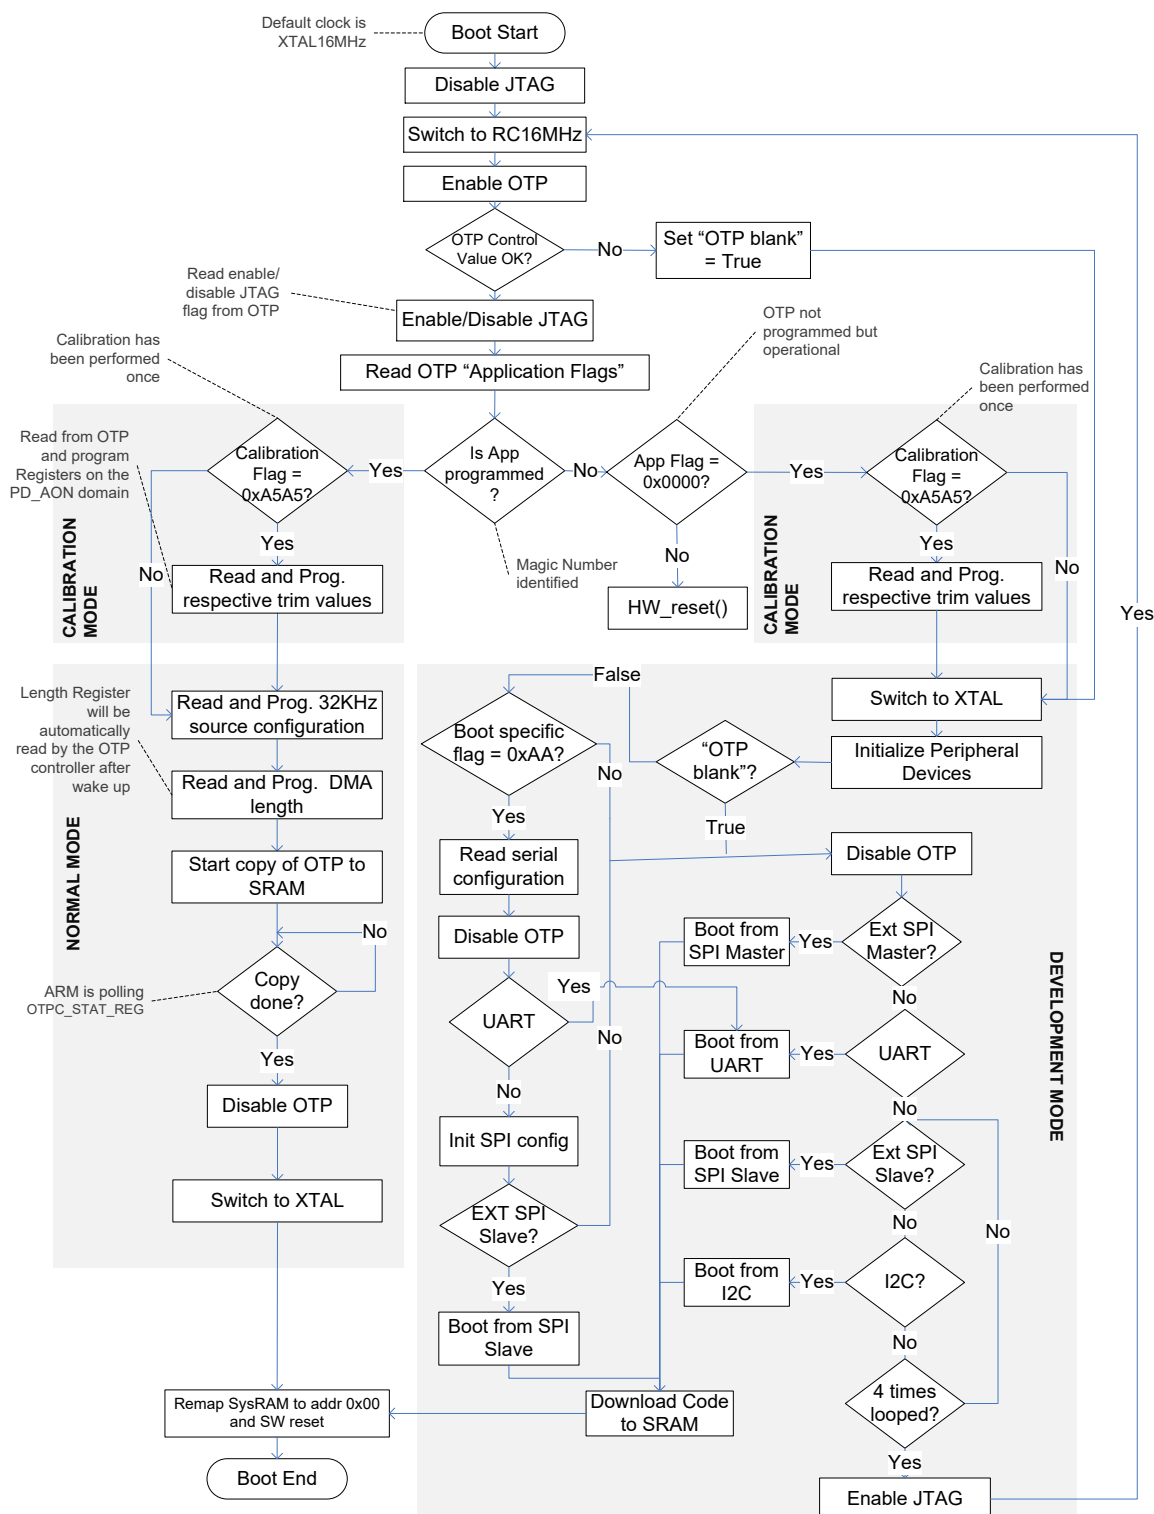 Default clock is
XTAL16MHz
Boot Start
Disable JTAG
Switch to RC16MHz
Enable OTP
OTP Control
Value OK?
No
Set “OTP blank”
= True
Read enable/
disable JTAG
flag from OTP
Enable/Disable JTAG
OTP not
programmed but
operational
Calibration has
been performed
once
Read OTP “Application Flags”
Calibration has
been performed
once
Read from OTP
and program
Registers on the
PD_AON domain
Calibration
Flag =
0xA5A5?
Yes
Is App
programmed
?
No
App Flag =
0x0000?
Yes
Calibration
Flag =
0xA5A5?
Yes
No
Yes
No
CALIBRATION
MODE
No
Read and Prog.
respective trim values
Magic Number
identified
HW_reset()
CALIBRATION
MODE
Read and Prog.
respective trim values
Yes
Length Register
will be
automatically
read by the OTP
controller after
wake up
Read and Prog. 32KHz
source configuration
False
Boot specific
flag = 0xAA?
No
“OTP
blank”?
Switch to XTAL
Initialize Peripheral
Devices
Read and Prog.  DMA
length
Yes
True
NORMAL MODE
Start copy of OTP to
SRAM
Read serial
configuration
Disable OTP
No
Disable OTP
Boot from
SPI Master
Yes
Ext SPI
Master?
ARM is polling
OTPC_STAT_REG
Copy
done?
Yes
No
DEVELOPMENT MODE
UART
No
Boot from
UART
Yes
UART
Yes
No
No
Disable OTP
Init SPI config
Boot from
SPI Slave
Yes
Ext SPI
Slave?
Switch to XTAL
EXT SPI
Slave?
No
No
Yes
Boot from
I2C
Yes
I2C?
Boot from SPI
Slave
No
Remap SysRAM to addr 0x00
and SW reset
Download Code
to SRAM
4 times
looped?
Yes
Boot End
Enable JTAG